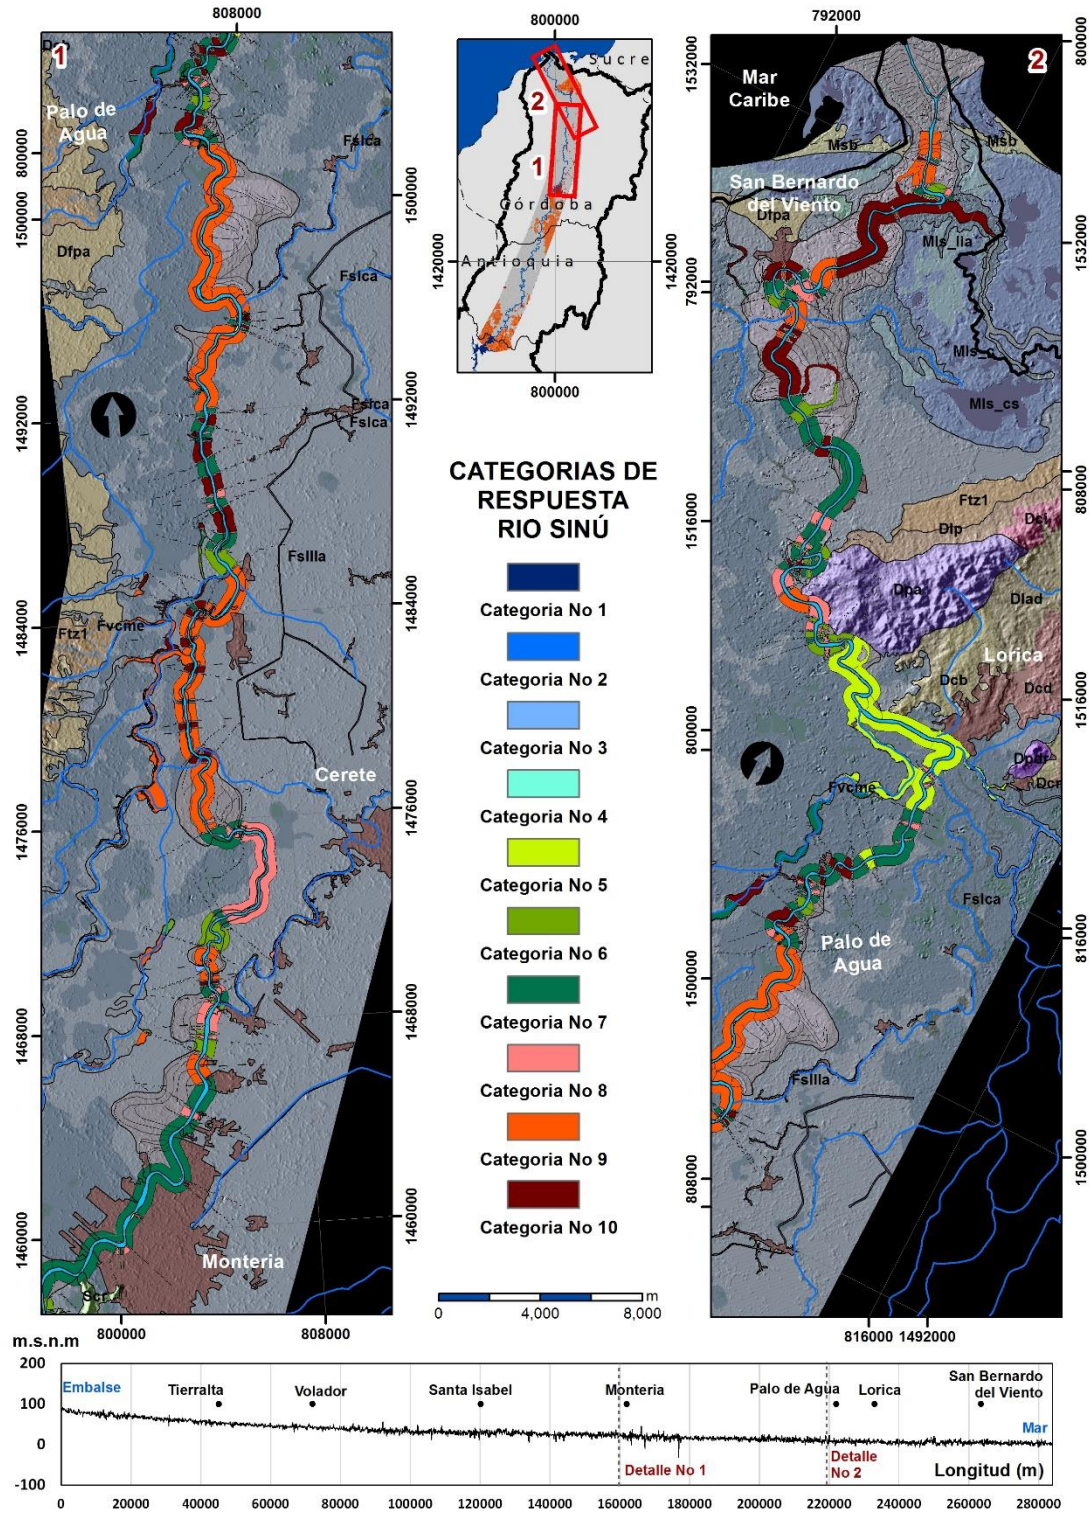 808000
1
Dcb
Palo de
Agua
Fslca
800000
1500000
1500000
Dfpa
Fslca
1492000
Fslca
Fslca
1492000
FsIIIa
1484000
Fvcme
Ftz1
1484000
Cerete
1476000
1476000
1468000
1468000
1460000
1460000
Monteria
Scr
800000
808000
800000
Sucre
2
1
Córdoba
Antioquia
1420000
1420000
800000
CATEGORIAS DE
RESPUESTA
RIO SINÚ
Categoria No 1
Categoria No 2
Categoria No 3
Categoria No 4
Categoria No 5
Categoria No 6
Categoria No 7
Categoria No 8
Categoria No 9
Categoria No 10
m
0 4,000 8,000
792000
800000
2
1532000
Mar
Caribe
Msb
Msb
San Bernardo
del Viento
Dfpa
Mls_lla
1532000
792000
Mls_cs
808000
1516000
Ftz1
Dlp
Dpa
Dlad
Lorica
Dcb
Dcd
1516000
800000
Dpdr
Dcr
Fvcme
Fslca
Palo de
Agua
816000
1500000
FsIIIa
1500000
808000
816000 1492000
m.s.n.m
200
100
0
-100
Embalse
Tierralta
Volador
Santa Isabel
Monteria
Palo de Agua
Lorica
San Bernardo
del Viento
Mar
Detalle No 1
Detalle
No 2
Longitud (m)
0 20000 40000 60000 80000 100000 120000 140000 160000 180000 200000 220000 240000 260000 280000